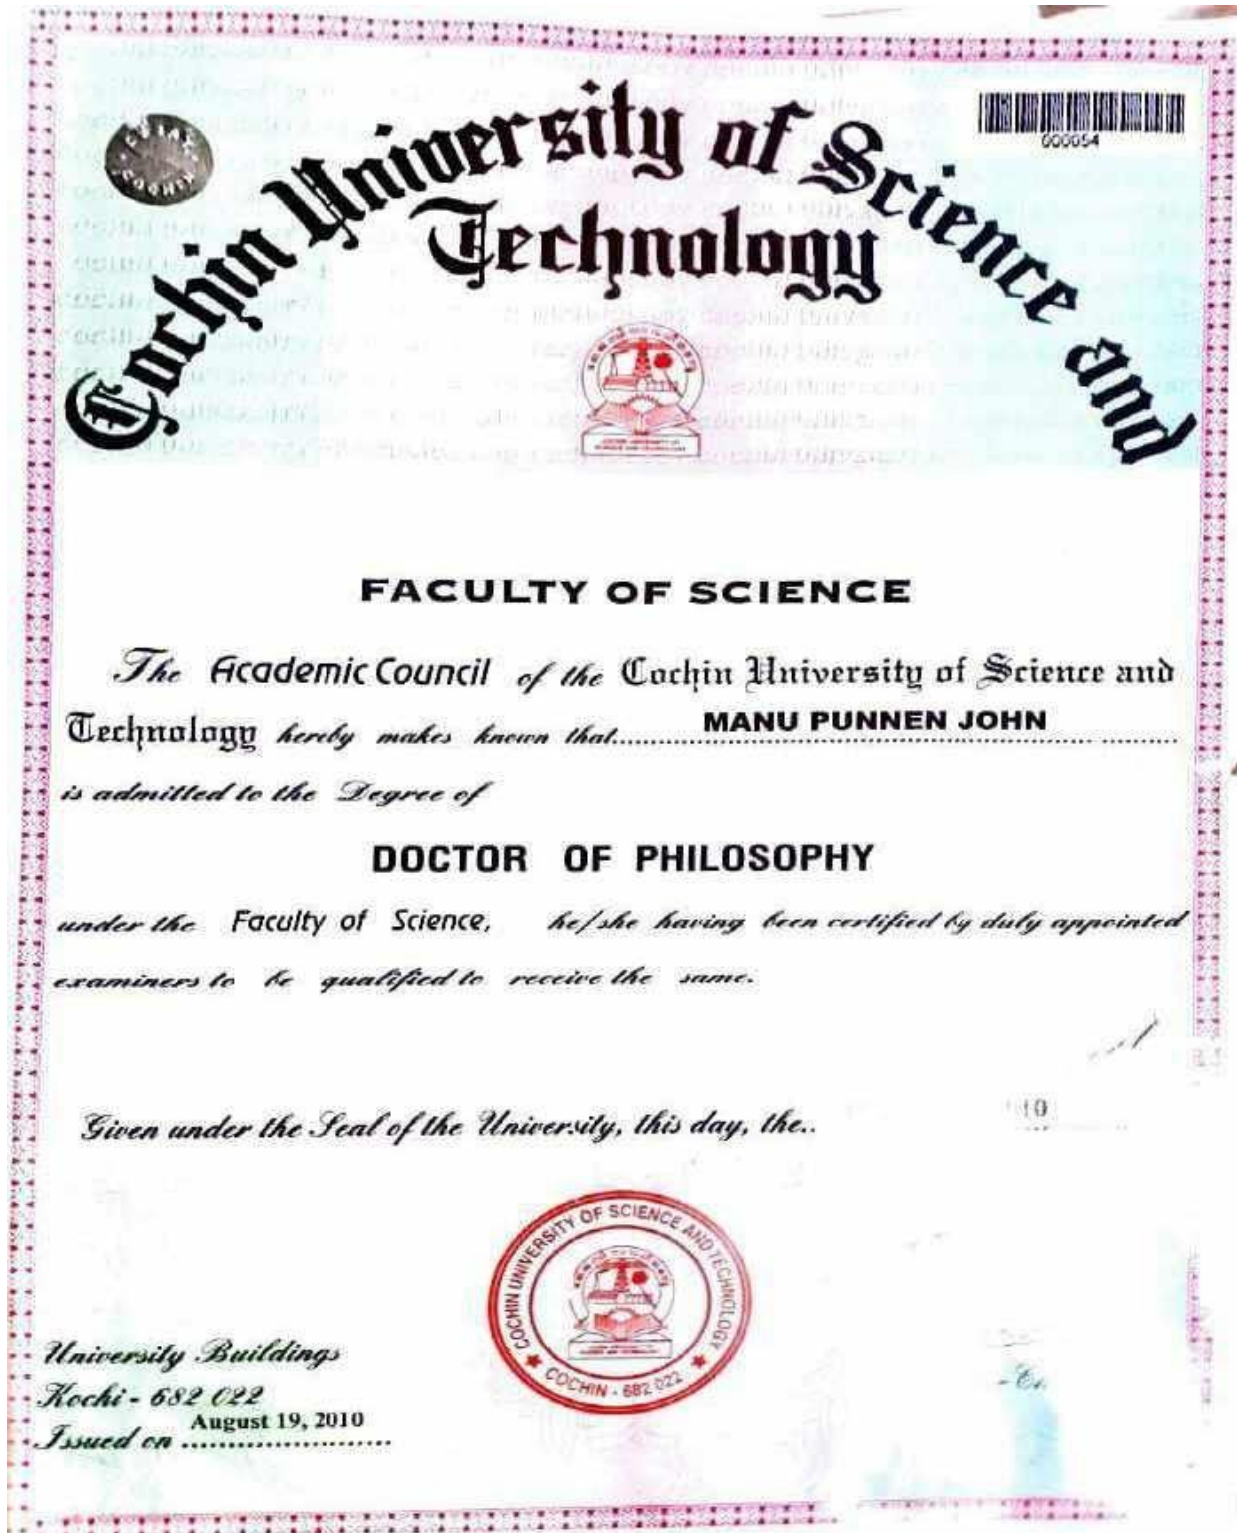 Cochin University of Science and
Technology
000054
FACULTY OF SCIENCE
The Academic Council of the Cochin University of Science and
Technology hereby makes known that MANU PUNNEN JOHN
is admitted to the Degree of
DOCTOR OF PHILOSOPHY
under the Faculty of Science, he/she having been certified by duly appointed
examiners to be qualified to receive the same.
Given under the Seal of the University, this day, the.. 10
COCHIN UNIVERSITY OF SCIENCE AND TECHNOLOGY
COCHIN - 682 022
University Buildings
Kochi - 682 022
Issued on August 19, 2010